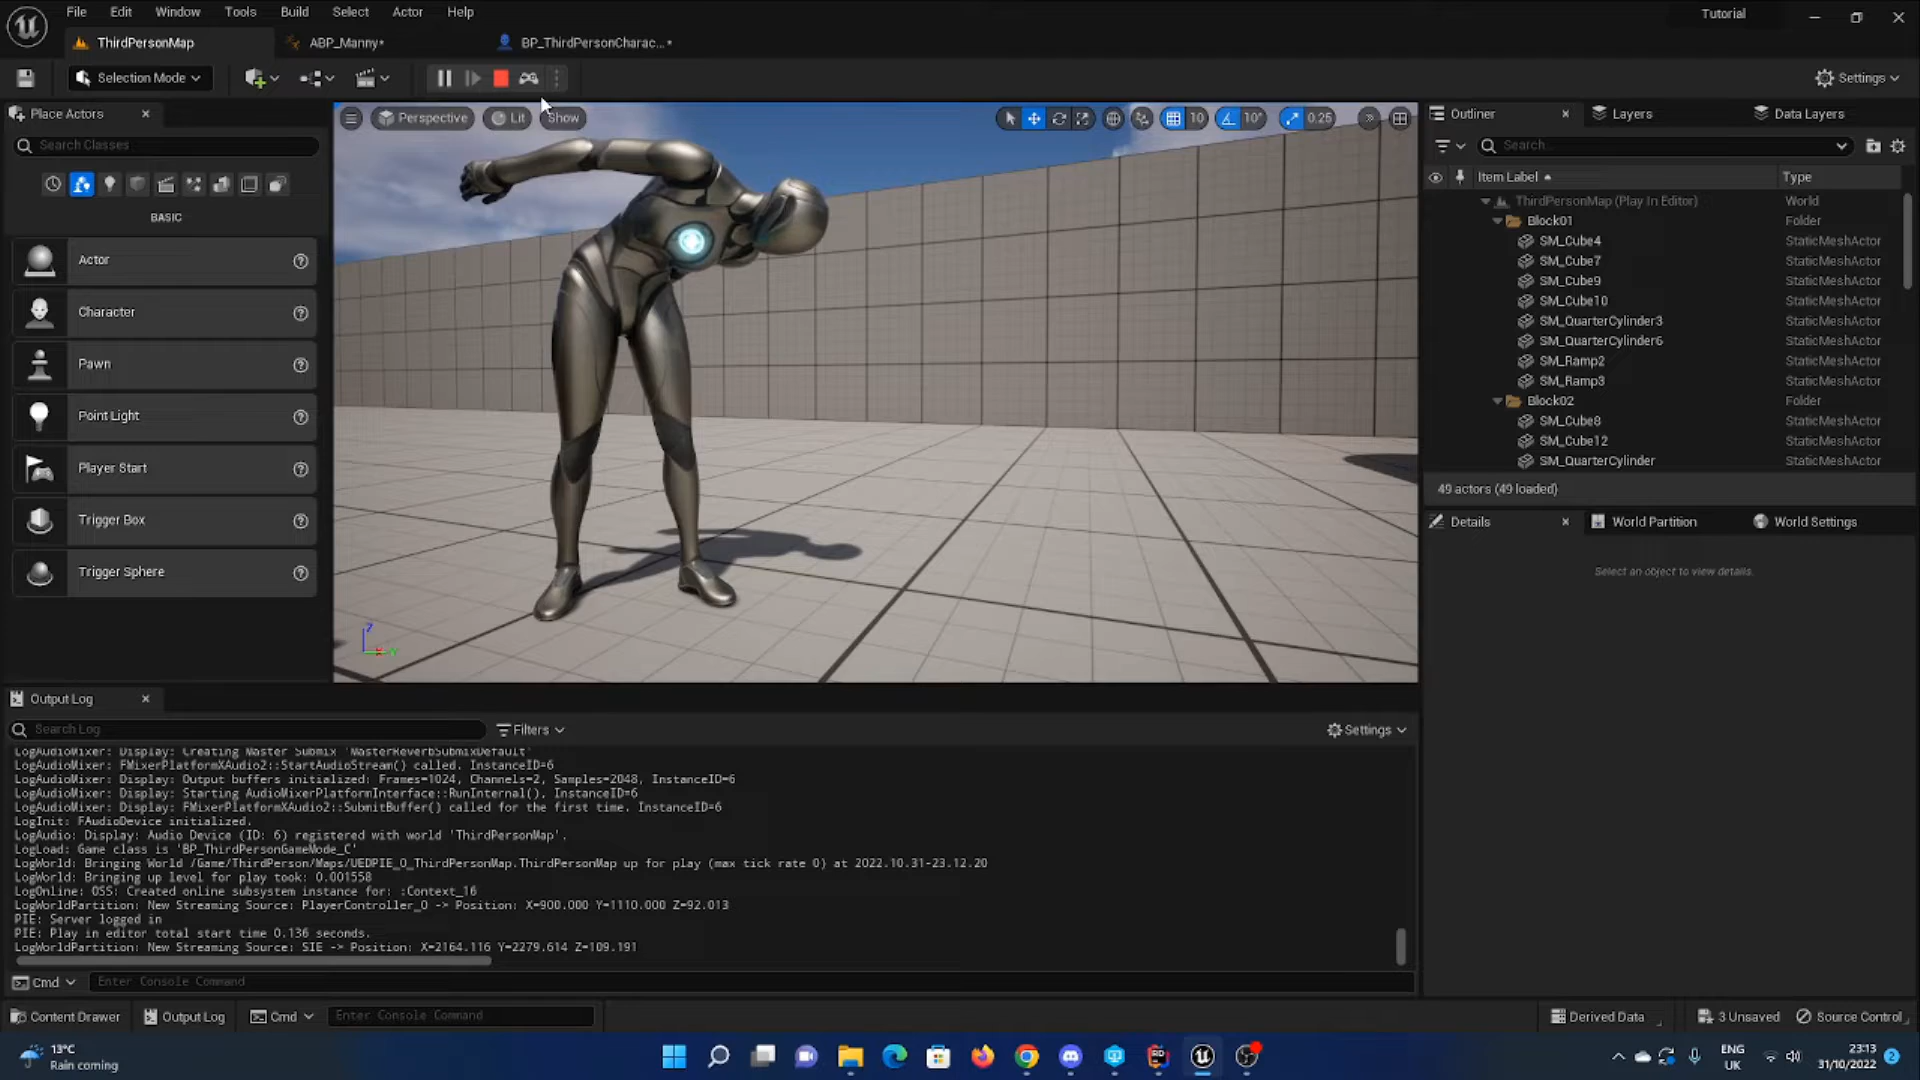 File Edit Window Tools Build Select Actor Help
Tutorial
ThirdPersonMap
ABP_Manny*
BP_ThirdPersonCharac...*
Selection Mode
Settings
Place Actors
Perspective
Lit
Show
10
10°
0.25
Outliner
Layers
Data Layers
Search Classes
Search...
Item Label
Type
BASIC
Actor
Character
Pawn
Point Light
Player Start
Trigger Box
Trigger Sphere
ThirdPersonMap (Play In Editor) World
Block01 Folder
SM_Cube4 StaticMeshActor
SM_Cube7 StaticMeshActor
SM_Cube9 StaticMeshActor
SM_Cube10 StaticMeshActor
SM_QuarterCylinder3 StaticMeshActor
SM_QuarterCylinder6 StaticMeshActor
SM_Ramp2 StaticMeshActor
SM_Ramp3 StaticMeshActor
Block02 Folder
SM_Cube8 StaticMeshActor
SM_Cube12 StaticMeshActor
SM_QuarterCylinder StaticMeshActor
49 actors (49 loaded)
Details
World Partition
World Settings
Select an object to view details.
Z
X
Y
Output Log
Search Log
Filters
Settings
LogAudioMixer: Display: Creating Master Submix 'MasterReverbSubmixDefault'
LogAudioMixer: FMixerPlatformXAudio2::StartAudioStream() called. InstanceID=6
LogAudioMixer: Display: Output buffers initialized: Frames=1024, Channels=2, Samples=2048, InstanceID=6
LogAudioMixer: Display: Starting AudioMixerPlatformInterface::RunInternal(), InstanceID=6
LogAudioMixer: Display: FMixerPlatformXAudio2::SubmitBuffer() called for the first time. InstanceID=6
LogInit: FAudioDevice initialized.
LogAudio: Display: Audio Device (ID: 6) registered with world 'ThirdPersonMap'.
LogLoad: Game class is 'BP_ThirdPersonGameMode_C'
LogWorld: Bringing World /Game/ThirdPerson/Maps/UEDPIE_0_ThirdPersonMap.ThirdPersonMap up for play (max tick rate 0) at 2022.10.31-23.12.20
LogWorld: Bringing up level for play took: 0.001558
LogOnline: OSS: Created online subsystem instance for: :Context_16
LogWorldPartition: New Streaming Source: PlayerController_0 -> Position: X=900.000 Y=1110.000 Z=92.013
PIE: Server logged in
PIE: Play in editor total start time 0.136 seconds.
LogWorldPartition: New Streaming Source: SIE -> Position: X=2164.116 Y=2279.614 Z=109.191
Cmd
Enter Console Command
Content Drawer
Output Log
Cmd
Enter Console Command
Derived Data
3 Unsaved
Source Control
13°C
Rain coming
ENG
UK
23:13
31/10/2022
2